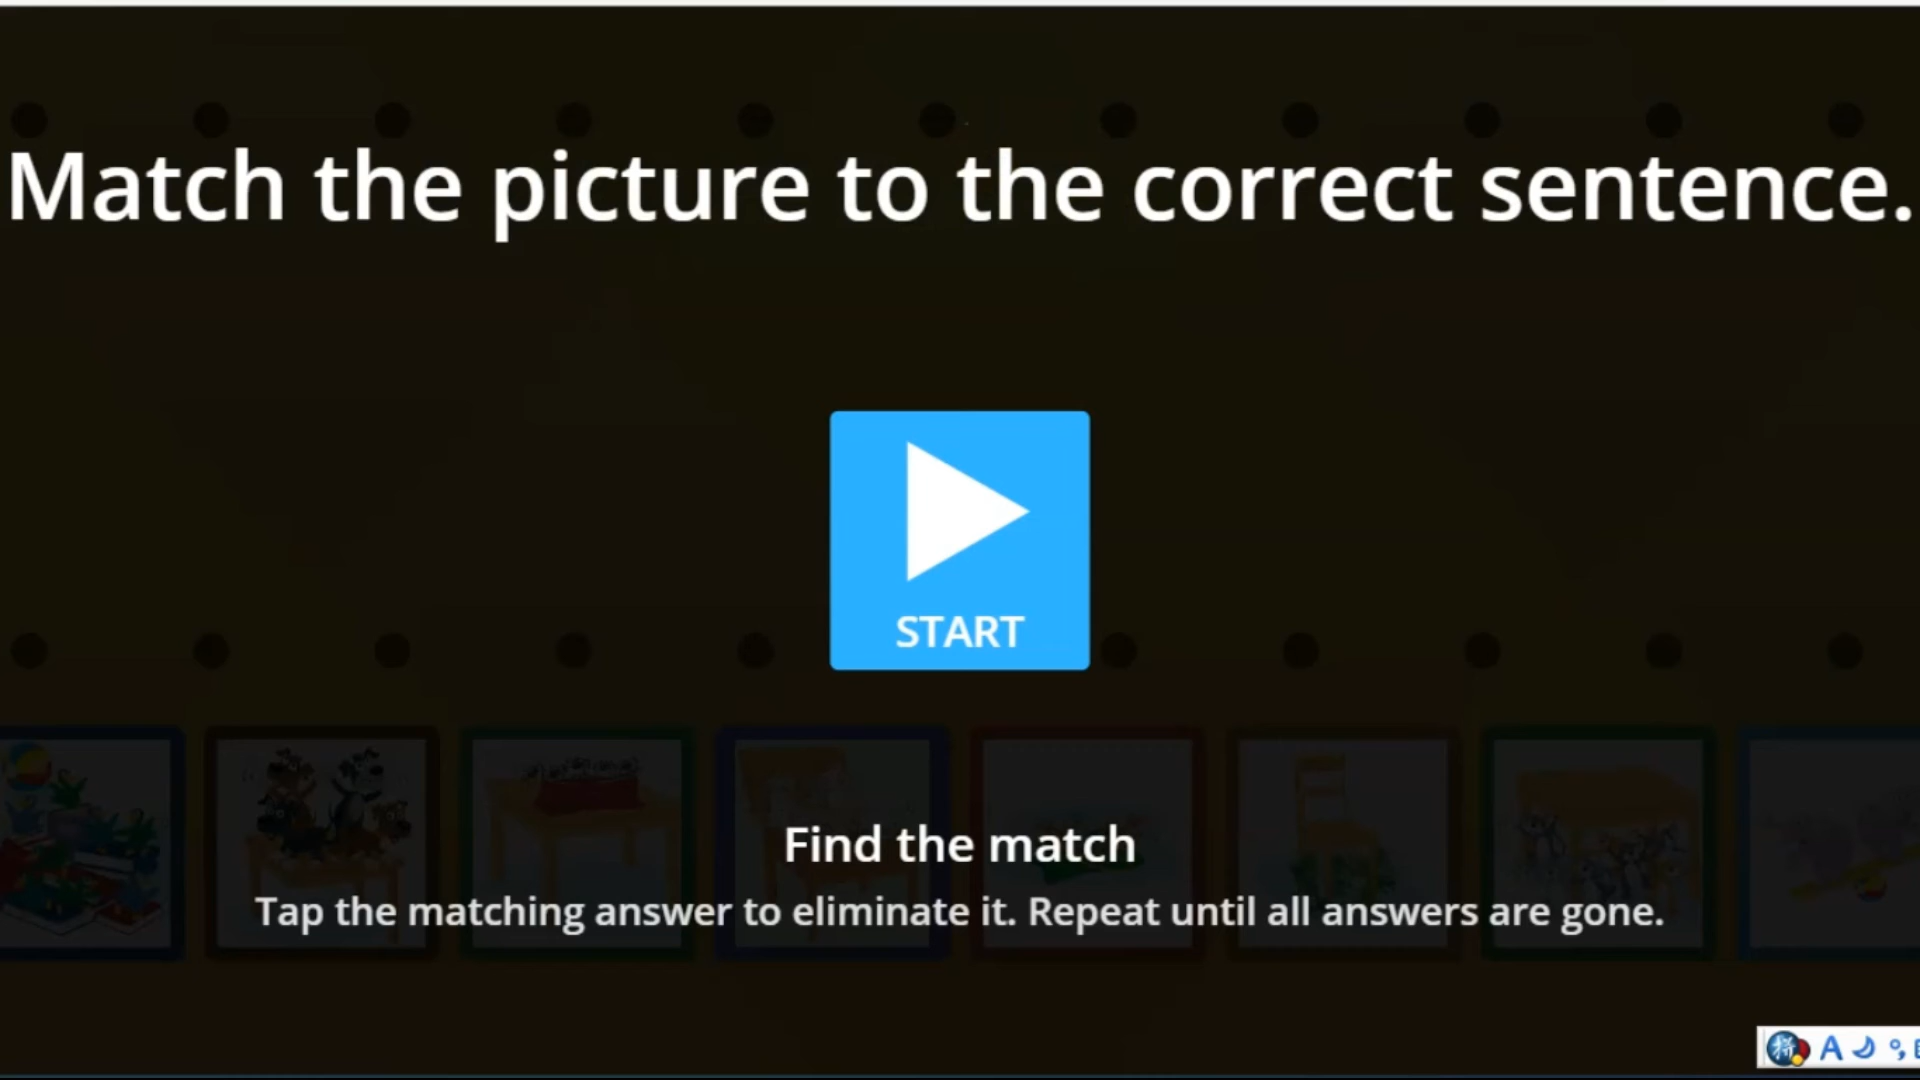 Match the picture to the correct sentence.
START
Find the match
Tap the matching answer to eliminate it. Repeat until all answers are gone.
拼 A